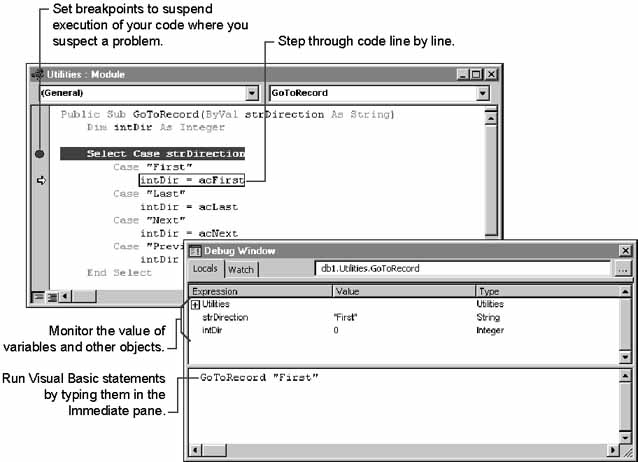 Set breakpoints to suspend
execution of your code where you
suspect a problem.
Step through code line by line.
Utilities : Module
(General)
GoToRecord
Public Sub GoToRecord(ByVal strDirection As String)
Dim intDir As Integer
Select Case strDirection
Case "First"
intDir = acFirst
Case "Last"
intDir = acLast
Case "Next"
intDir = acNext
Case "Previ
intDir
End Select
Debug Window
Locals
Watch
db1.Utilities.GoToRecord
...
Expression Value Type
Utilities Utilities
strDirection "First" String
intDir 0 Integer
Monitor the value of
variables and other objects.
Run Visual Basic statements
by typing them in the
Immediate pane.
GoToRecord "First"